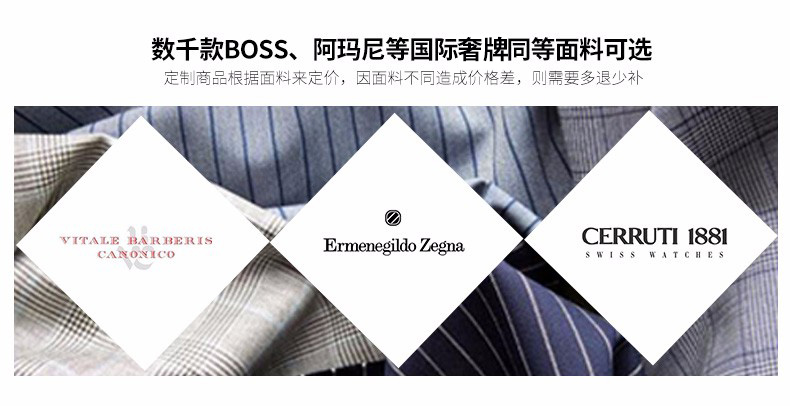 数千款BOSS、阿玛尼等国际奢牌同等面料可选
定制商品根据面料来定价，因面料不同造成价格差，则需要多退少补
VITALE BARBERIS
CANONICO
Ermenegildo Zegna
CERRUTI 1881
SWISS WATCHES